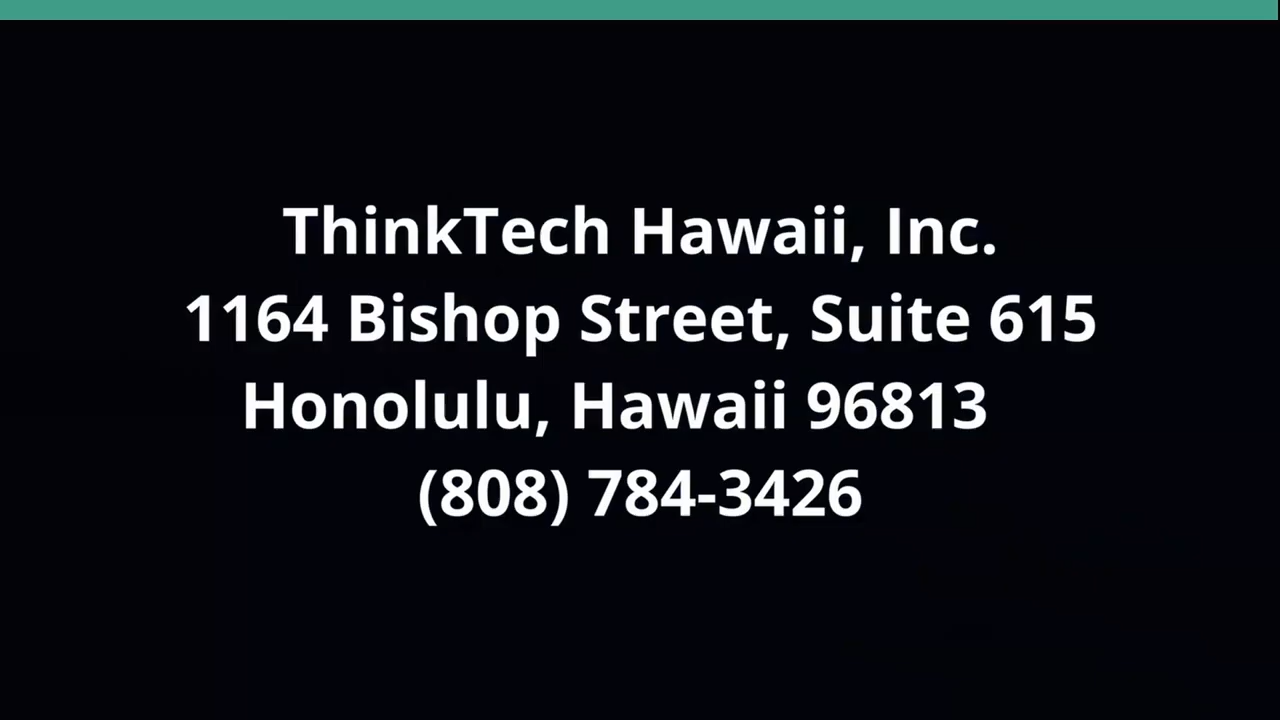 ThinkTech Hawaii, Inc.
1164 Bishop Street, Suite 615
Honolulu, Hawaii 96813
(808) 784-3426